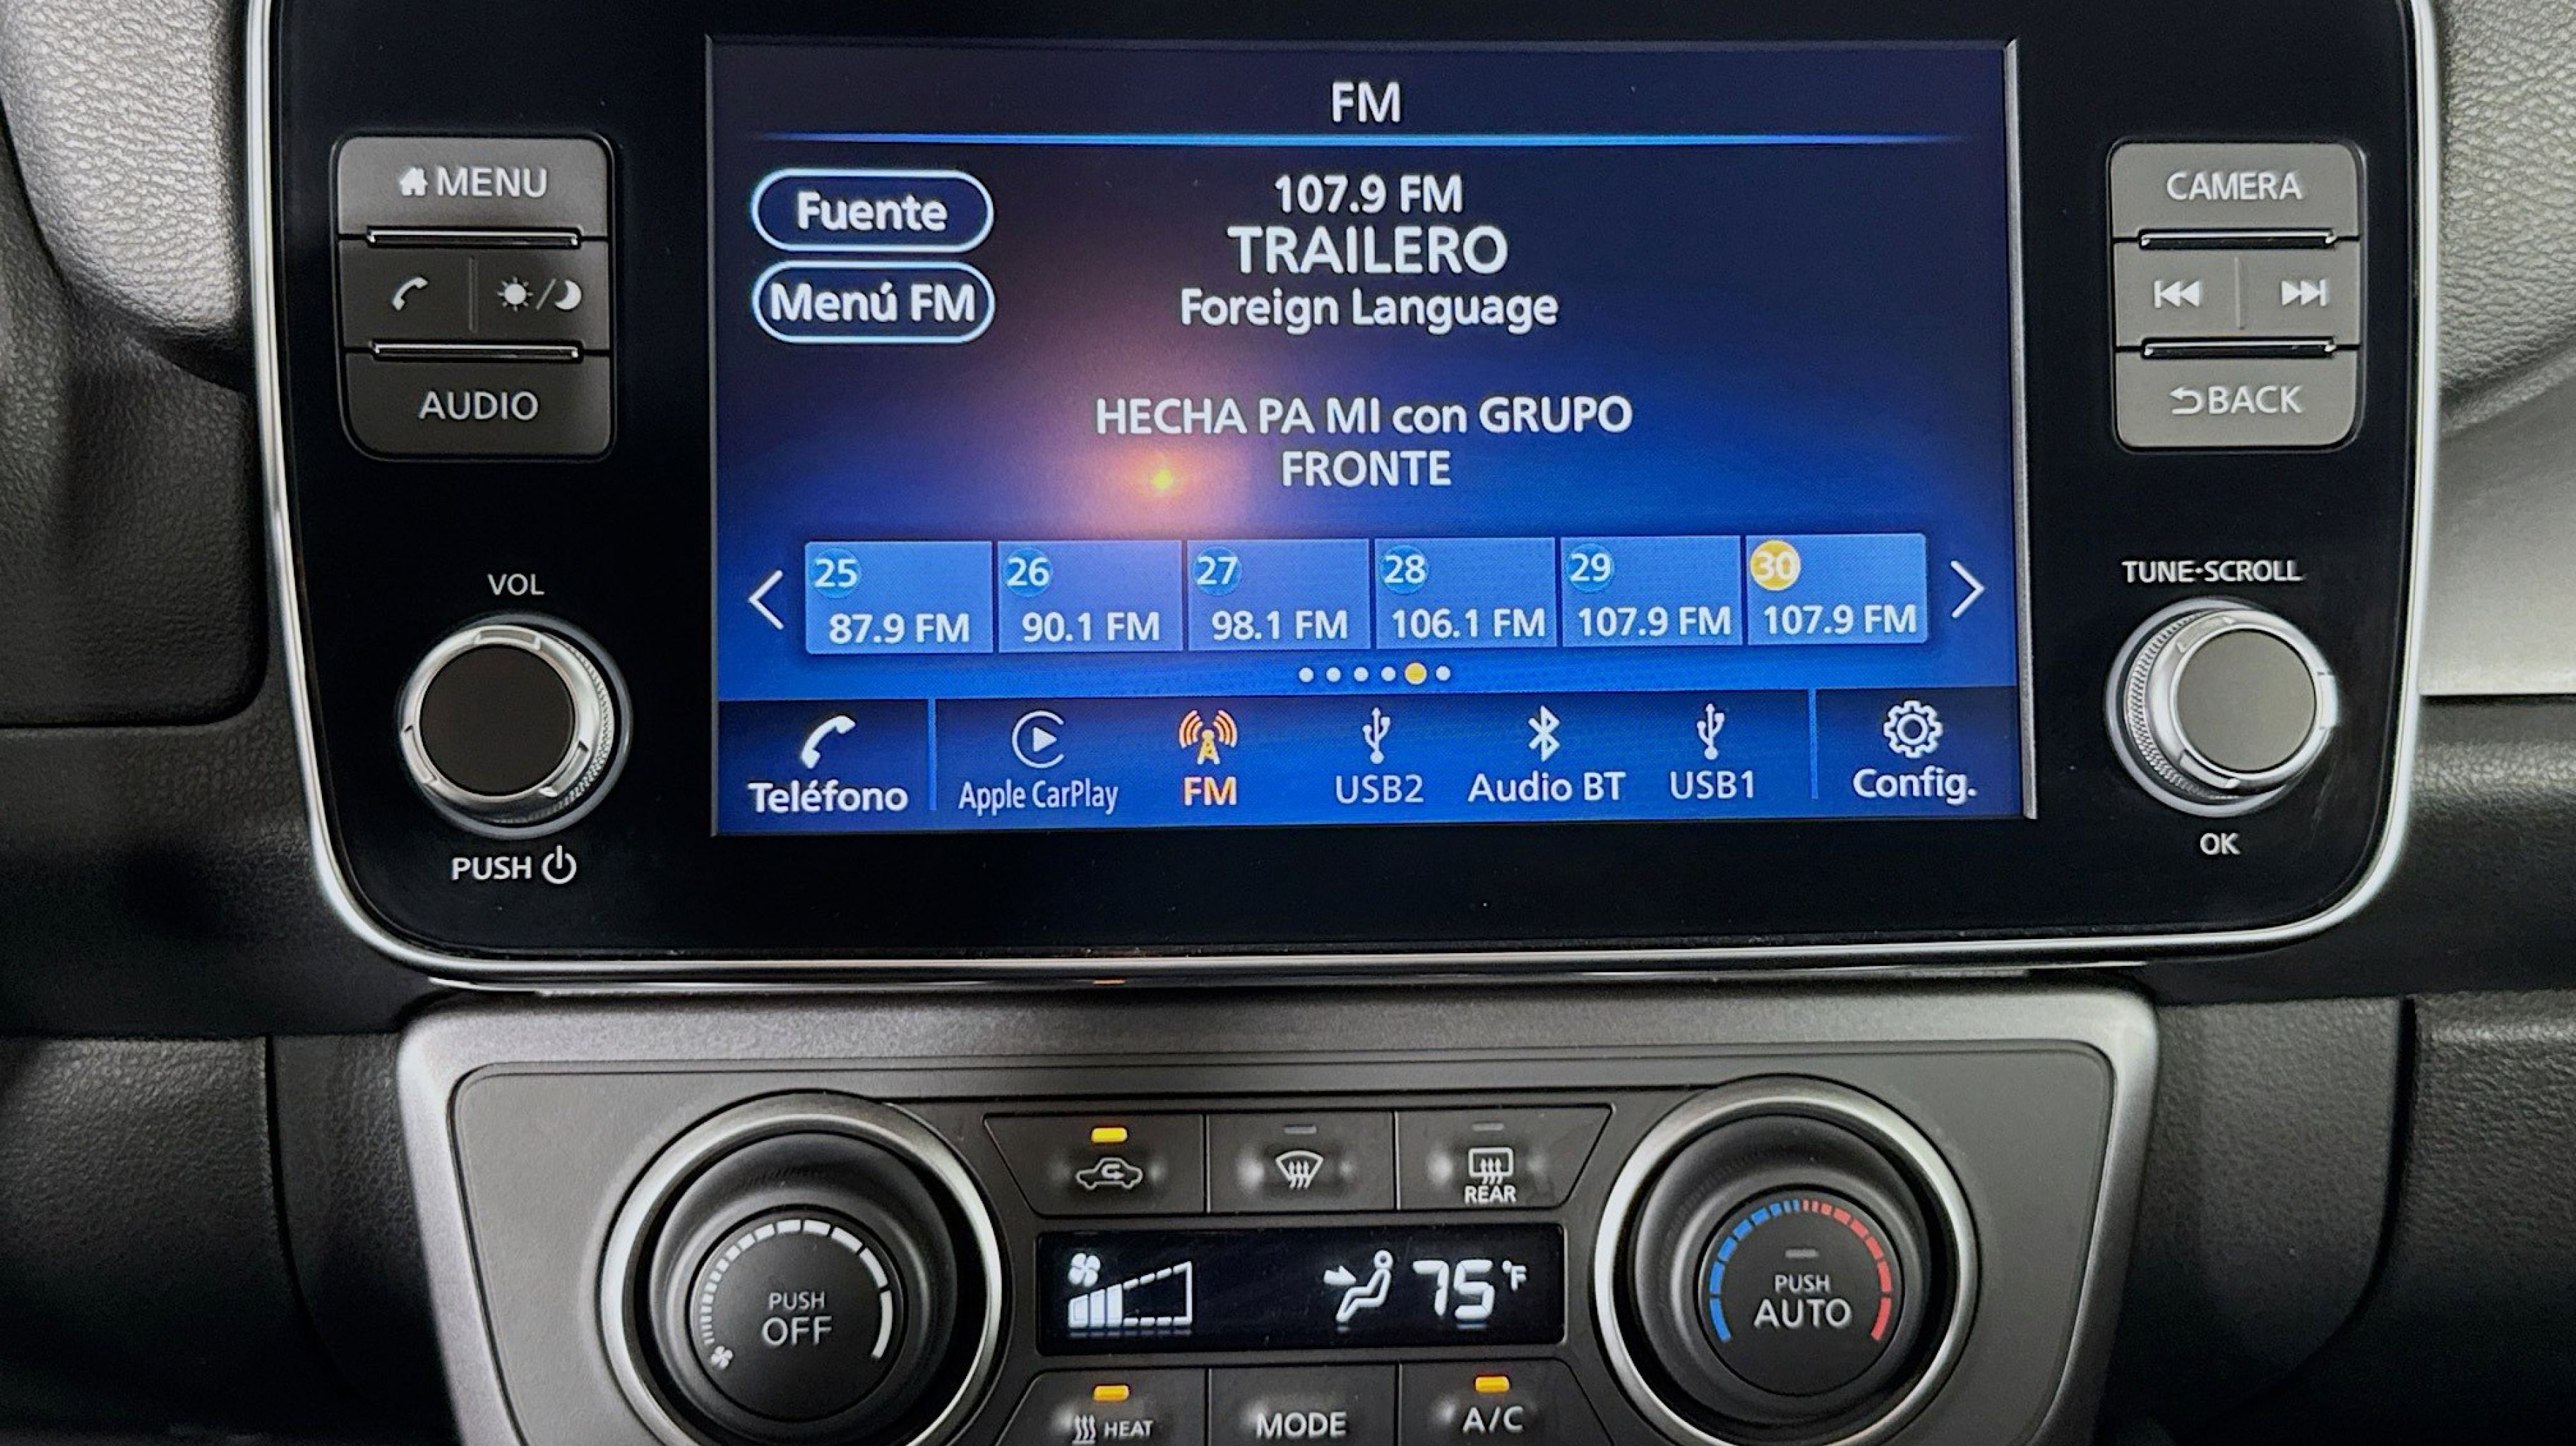 FM
MENU
CAMERA
Fuente
107.9 FM
TRAILERO
Menú FM
Foreign Language
AUDIO
BACK
HECHA PA MI con GRUPO
FRONTE
VOL
TUNE·SCROLL
25 87.9 FM
26 90.1 FM
27 98.1 FM
28 106.1 FM
29 107.9 FM
30 107.9 FM
Teléfono
Apple CarPlay
FM
USB2
Audio BT
USB1
Config.
PUSH
OK
REAR
PUSH
OFF
75°F
PUSH
AUTO
HEAT
MODE
A/C